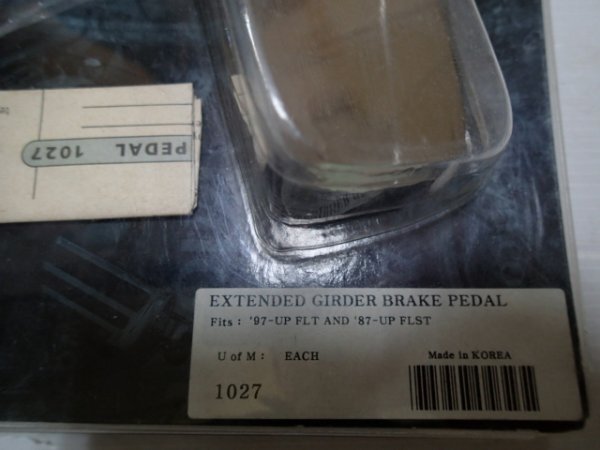 PEDAL 1027
EXTENDED GIRDER BRAKE PEDAL
Fits : '97-UP FLT AND '87-UP FLST
U of M : EACH Made in KOREA
1027